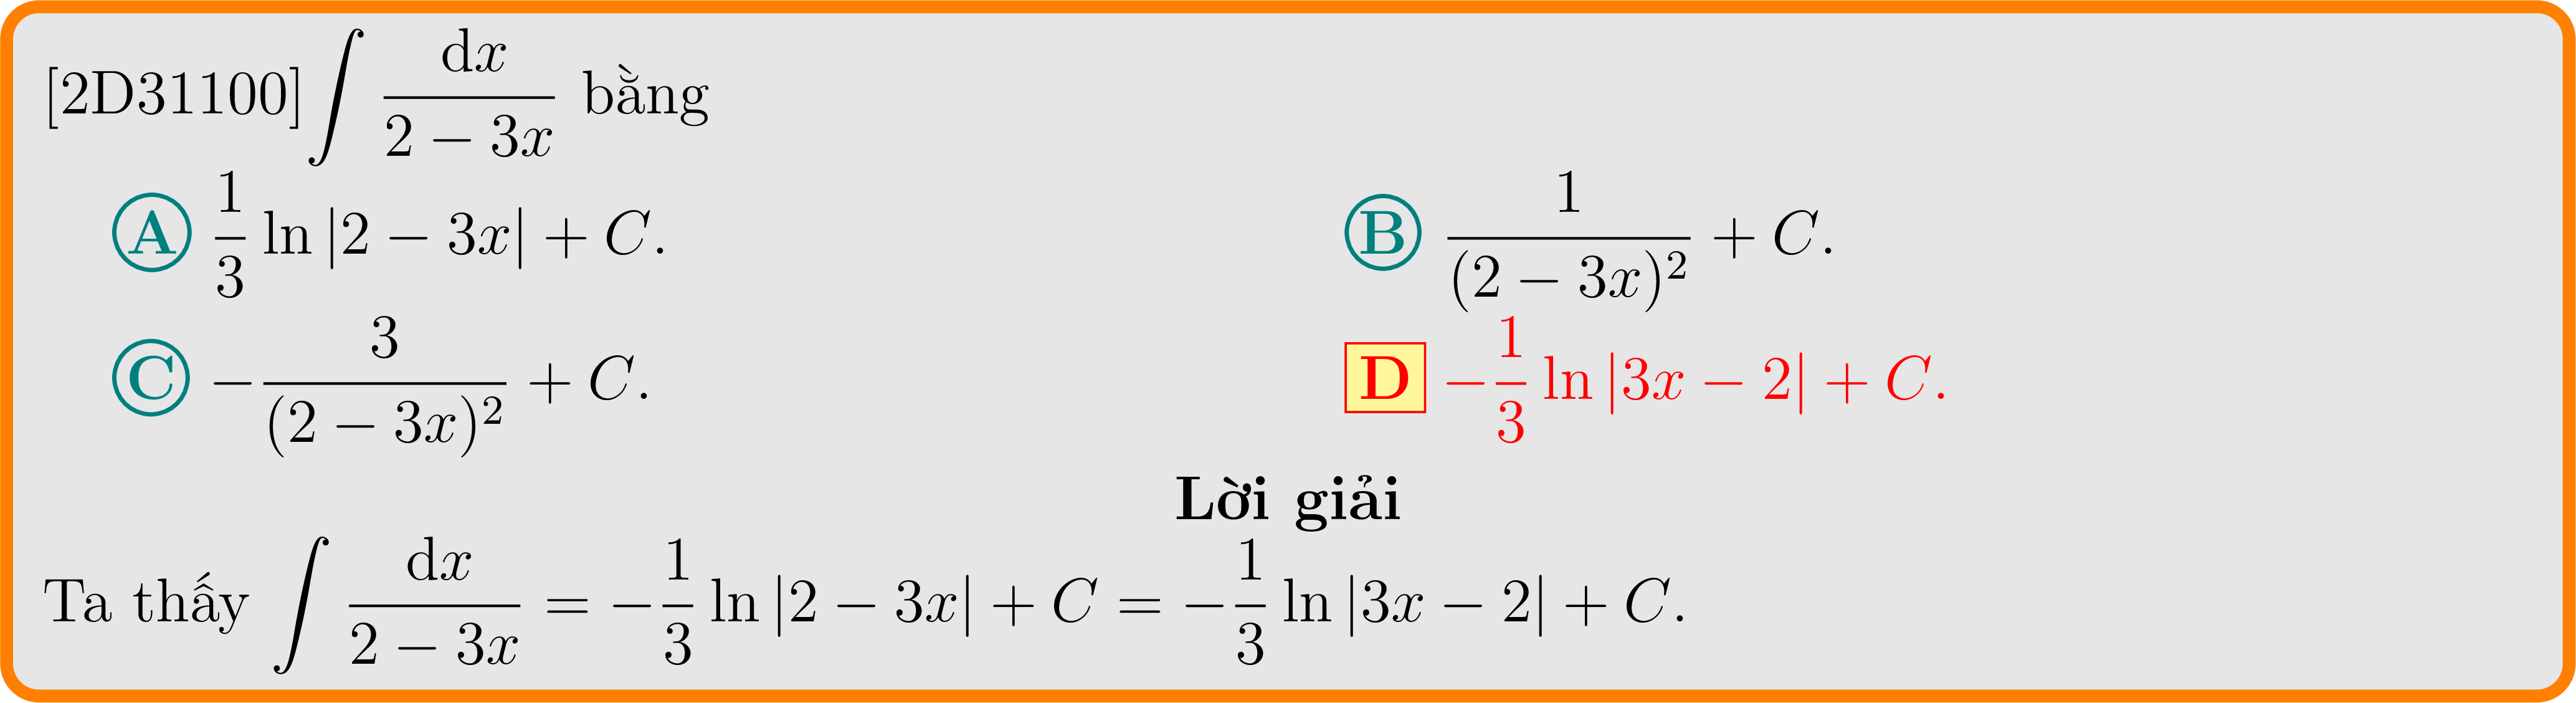 [2D31100] $\int \frac{\mathrm{d}x}{2-3x}$ bằng
A $\frac{1}{3}\ln|2-3x|+C$. B $\frac{1}{(2-3x)^2}+C$.
C $-\frac{3}{(2-3x)^2}+C$. D $-\frac{1}{3}\ln|3x-2|+C$.
Lời giải
Ta thấy $\int \frac{\mathrm{d}x}{2-3x}=-\frac{1}{3}\ln|2-3x|+C=-\frac{1}{3}\ln|3x-2|+C$.